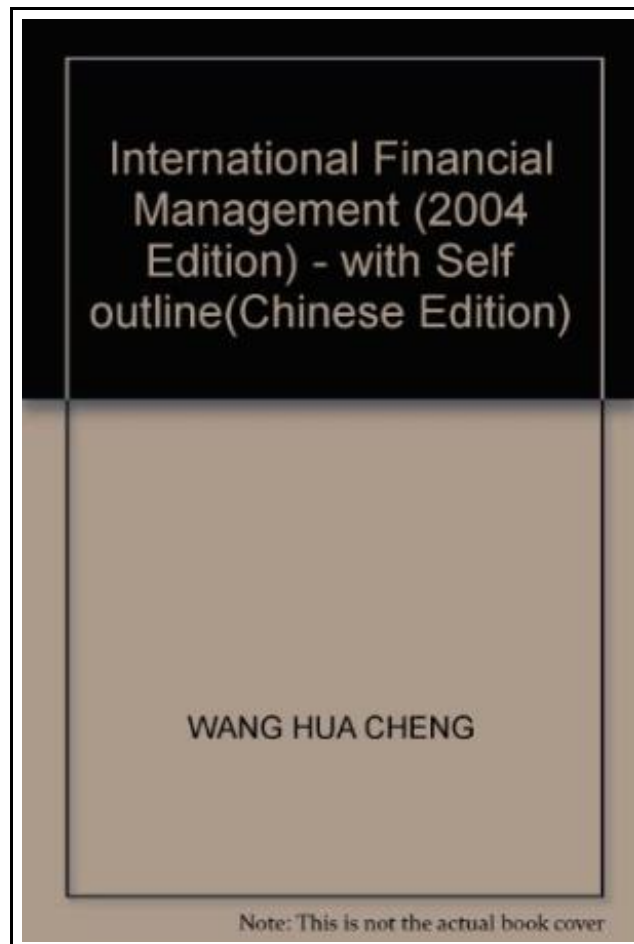 International Financial
Management (2004
Edition) - with Self
outline(Chinese Edition)
WANG HUA CHENG
Note: This is not the actual book cover